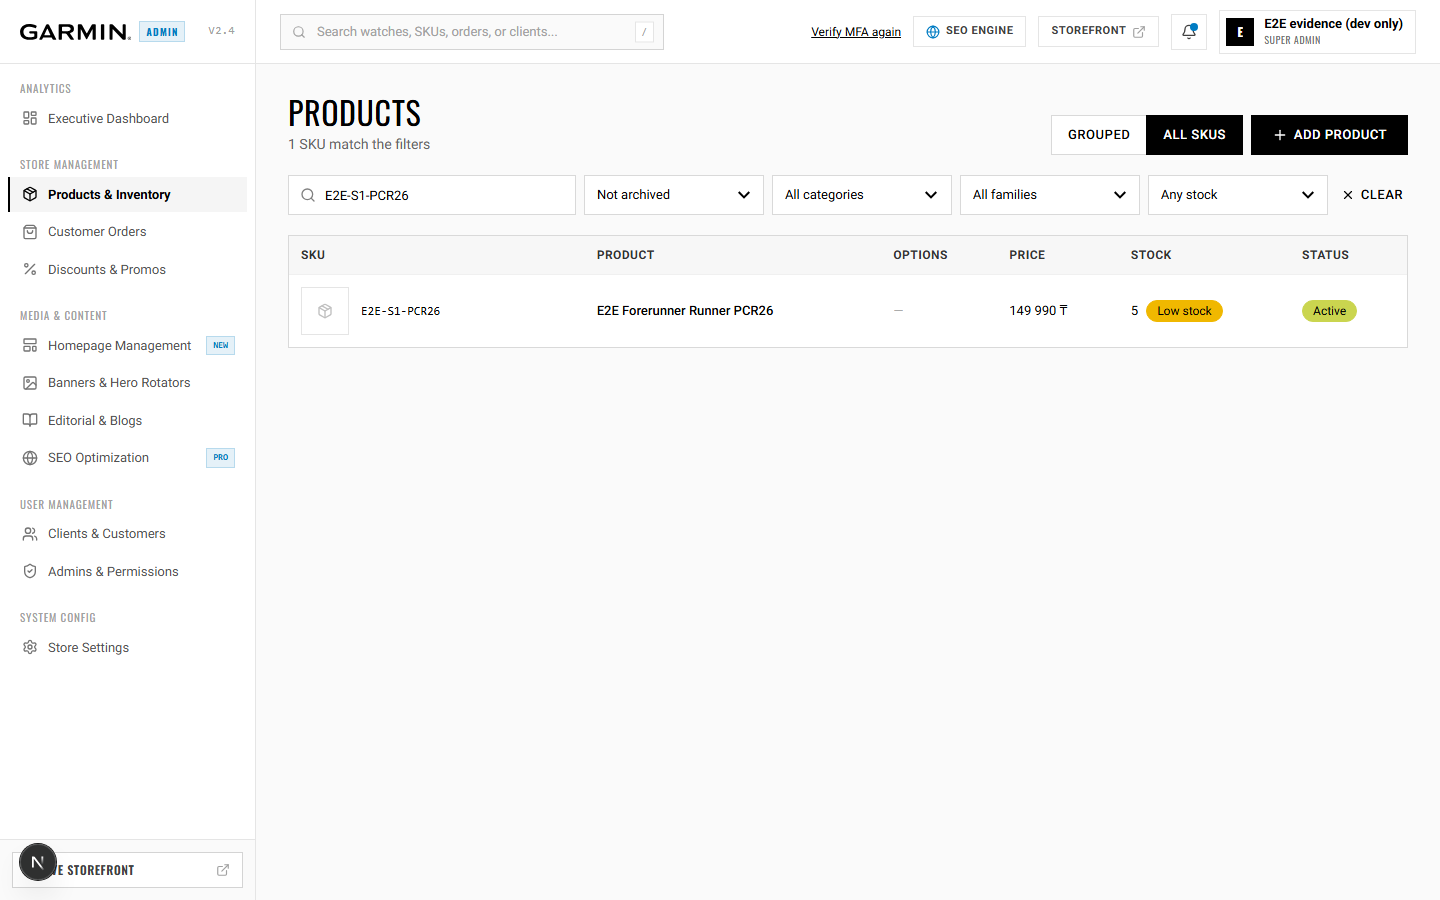 GARMIN. ADMIN V2.4
Search watches, SKUs, orders, or clients... /
Verify MFA again
SEO ENGINE
STOREFRONT
E
E2E evidence (dev only)
SUPER ADMIN
ANALYTICS
Executive Dashboard
STORE MANAGEMENT
Products & Inventory
Customer Orders
Discounts & Promos
MEDIA & CONTENT
Homepage Management NEW
Banners & Hero Rotators
Editorial & Blogs
SEO Optimization PRO
USER MANAGEMENT
Clients & Customers
Admins & Permissions
SYSTEM CONFIG
Store Settings
N
STOREFRONT
PRODUCTS
1 SKU match the filters
GROUPED ALL SKUS + ADD PRODUCT
E2E-S1-PCR26 Not archived All categories All families Any stock × CLEAR
SKU PRODUCT OPTIONS PRICE STOCK STATUS
E2E-S1-PCR26 E2E Forerunner Runner PCR26 — 149 990 ₸ 5 Low stock Active